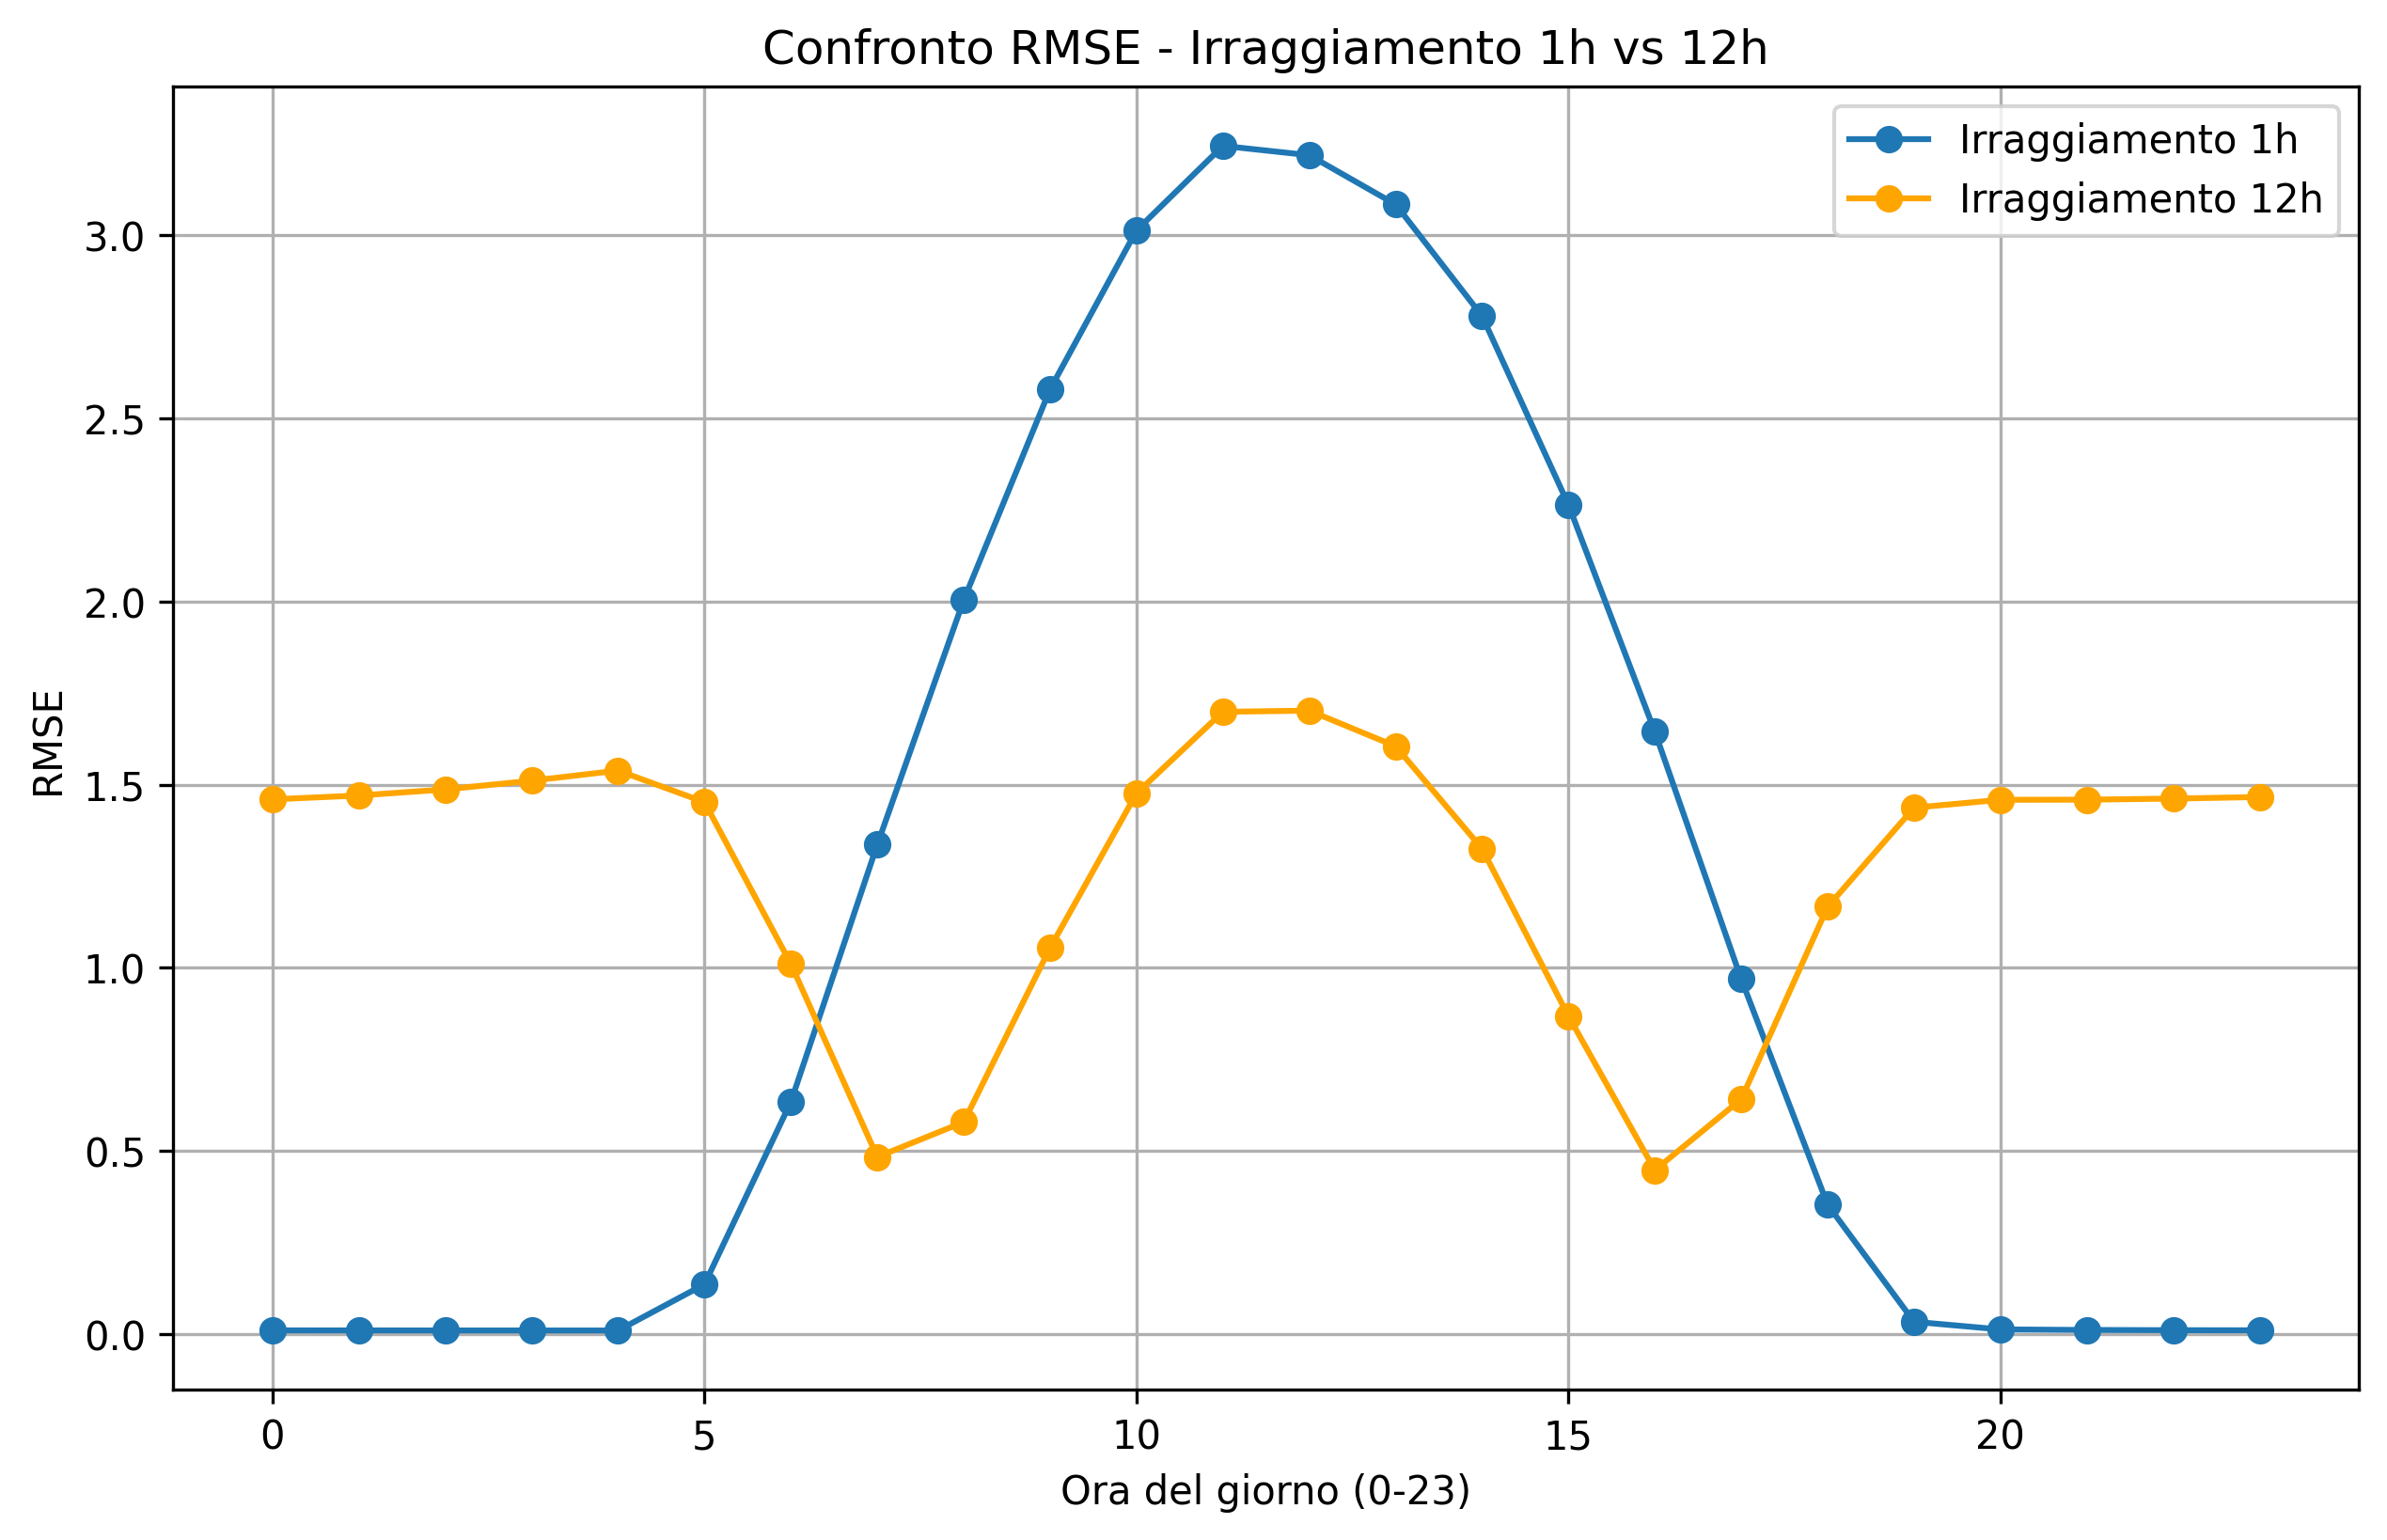 Confronto RMSE - Irraggiamento 1h vs 12h
Irraggiamento 1h
Irraggiamento 12h
RMSE
3.0
2.5
2.0
1.5
1.0
0.5
0.0
0 5 10 15 20
Ora del giorno (0-23)